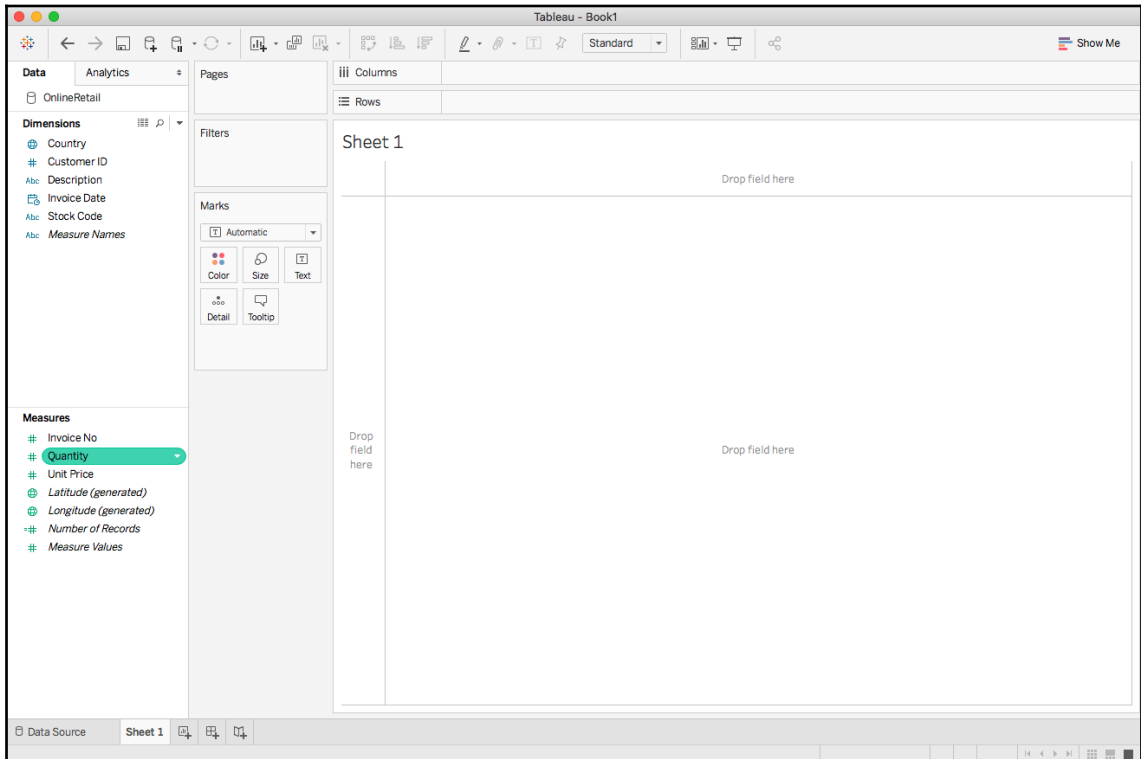 Tableau - Book1
Standard
Show Me
Data Analytics
OnlineRetail
Dimensions
Country
Customer ID
Abc Description
Invoice Date
Abc Stock Code
Abc Measure Names
Measures
Invoice No
Quantity
Unit Price
Latitude (generated)
Longitude (generated)
Number of Records
Measure Values
Pages
Filters
Marks
Automatic
Color Size Text
Detail Tooltip
Columns
Rows
Sheet 1
Drop field here
Drop
field
here
Drop field here
Data Source Sheet 1